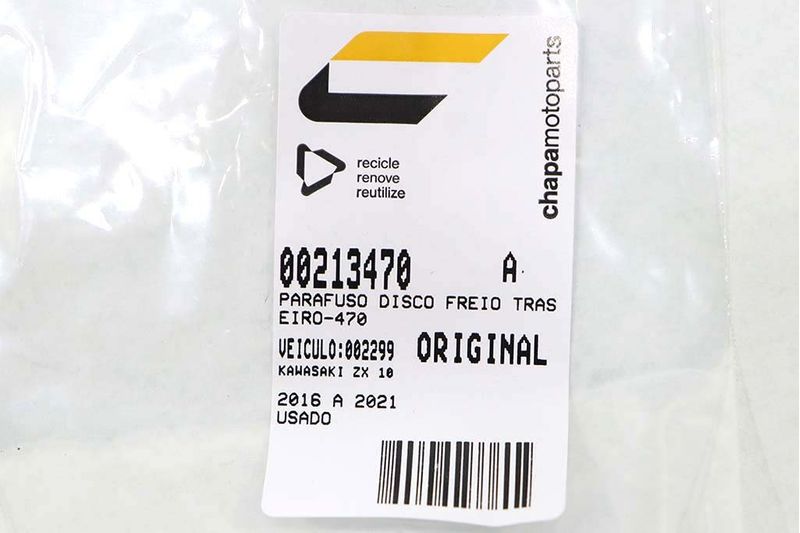 chapamotoparts
recicle
renove
reutilize
00213470 A
PARAFUSO DISCO FREIO TRAS
EIRO-470
VEICULO:002299 ORIGINAL
KAWASAKI ZX 10
2016 A 2021
USADO